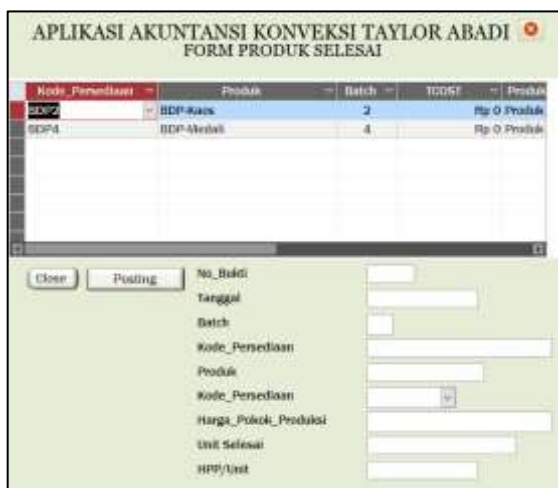 APLIKASI AKUNTANSI KONVEKSI TAYLOR ABADI
FORM PRODUK SELESAI
Kode_Persediaan Produk Batch TCOST Produk
BDP2 BDP-Kaos 2 Rp 0 Produk
BDP4 BDP-Medali 4 Rp 0 Produk
Close Posting
No_Bukti
Tanggal
Batch
Kode_Persediaan
Produk
Kode_Persediaan
Harga_Pokok_Produksi
Unit Selesai
HPP/Unit